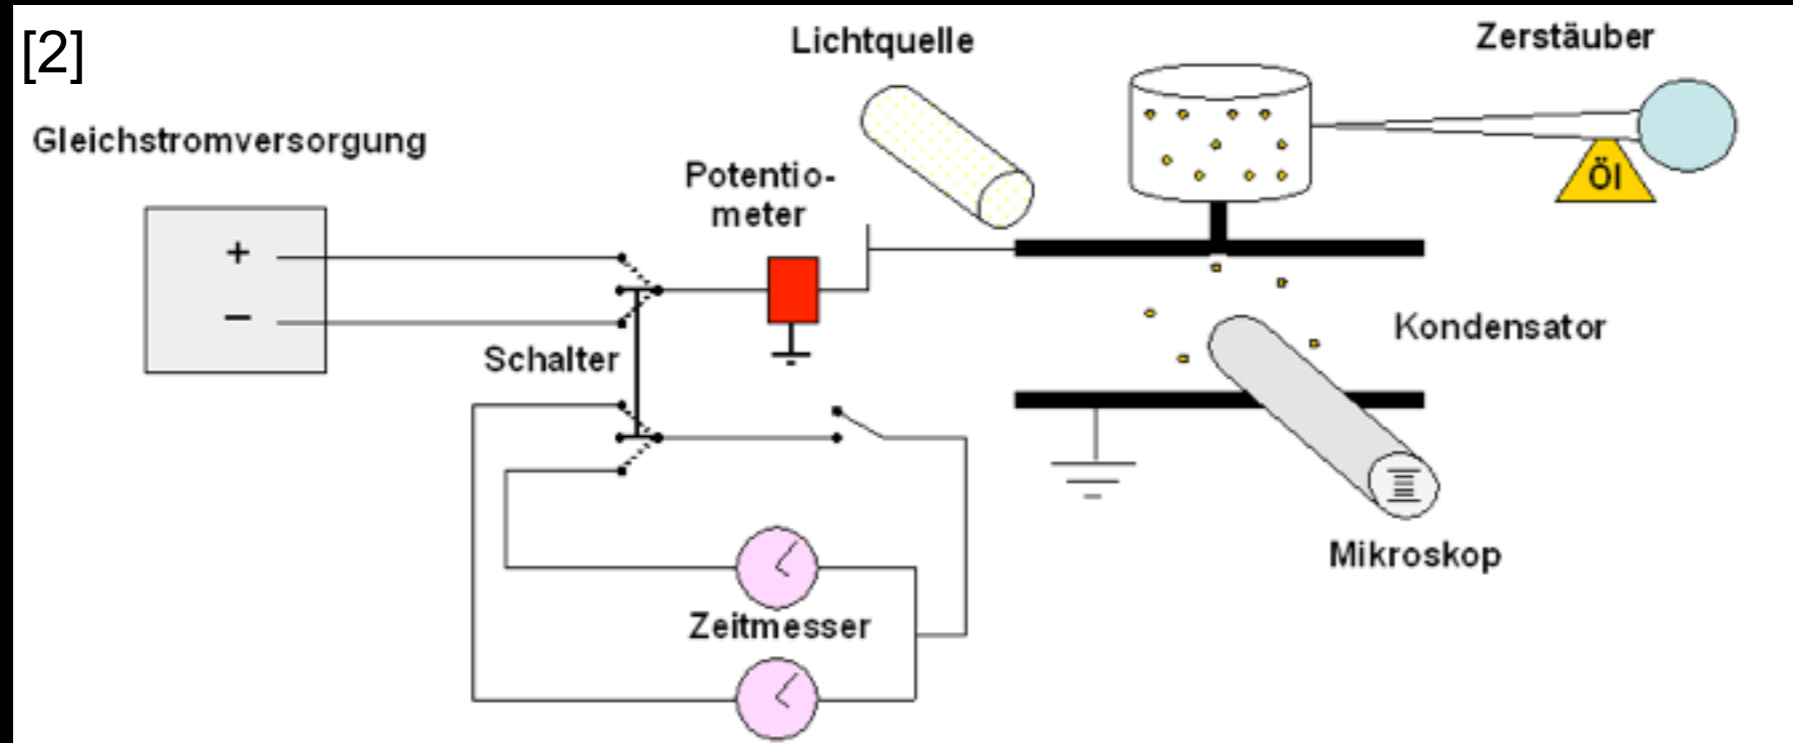 [2]
Lichtquelle
Zerstäuber
Gleichstromversorgung
Potentio-
meter
Öl
+
−
Kondensator
Schalter
Mikroskop
Zeitmesser